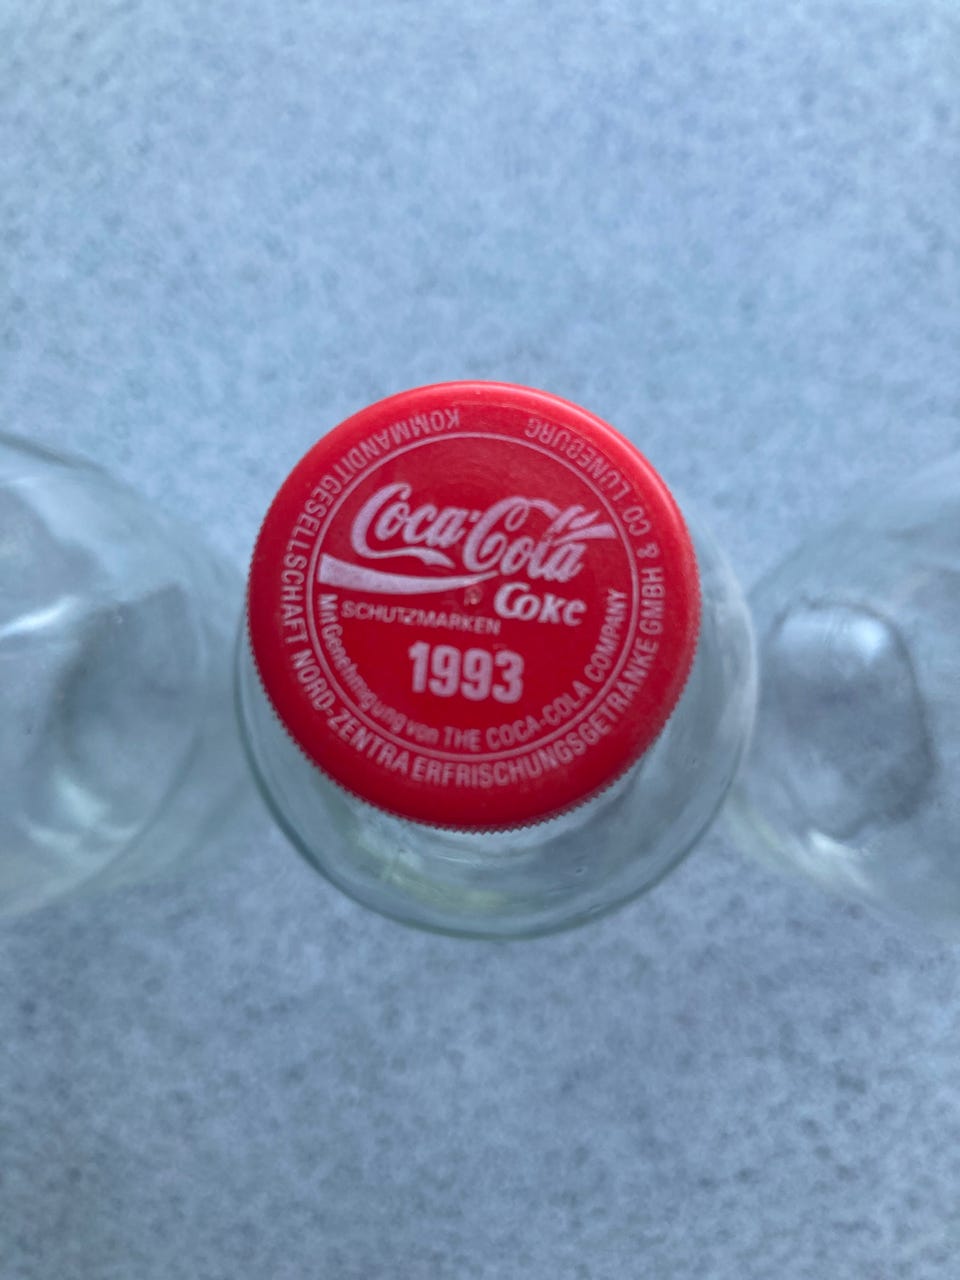 Coca-Cola
Coke
SCHUTZMARKEN
1993
Mit Genehmigung von THE COCA-COLA COMPANY
KOMMANDITGESELLSCHAFT NORD-ZENTRA ERFRISCHUNGSGETRÄNKE GMBH & CO. LÜNEBURG